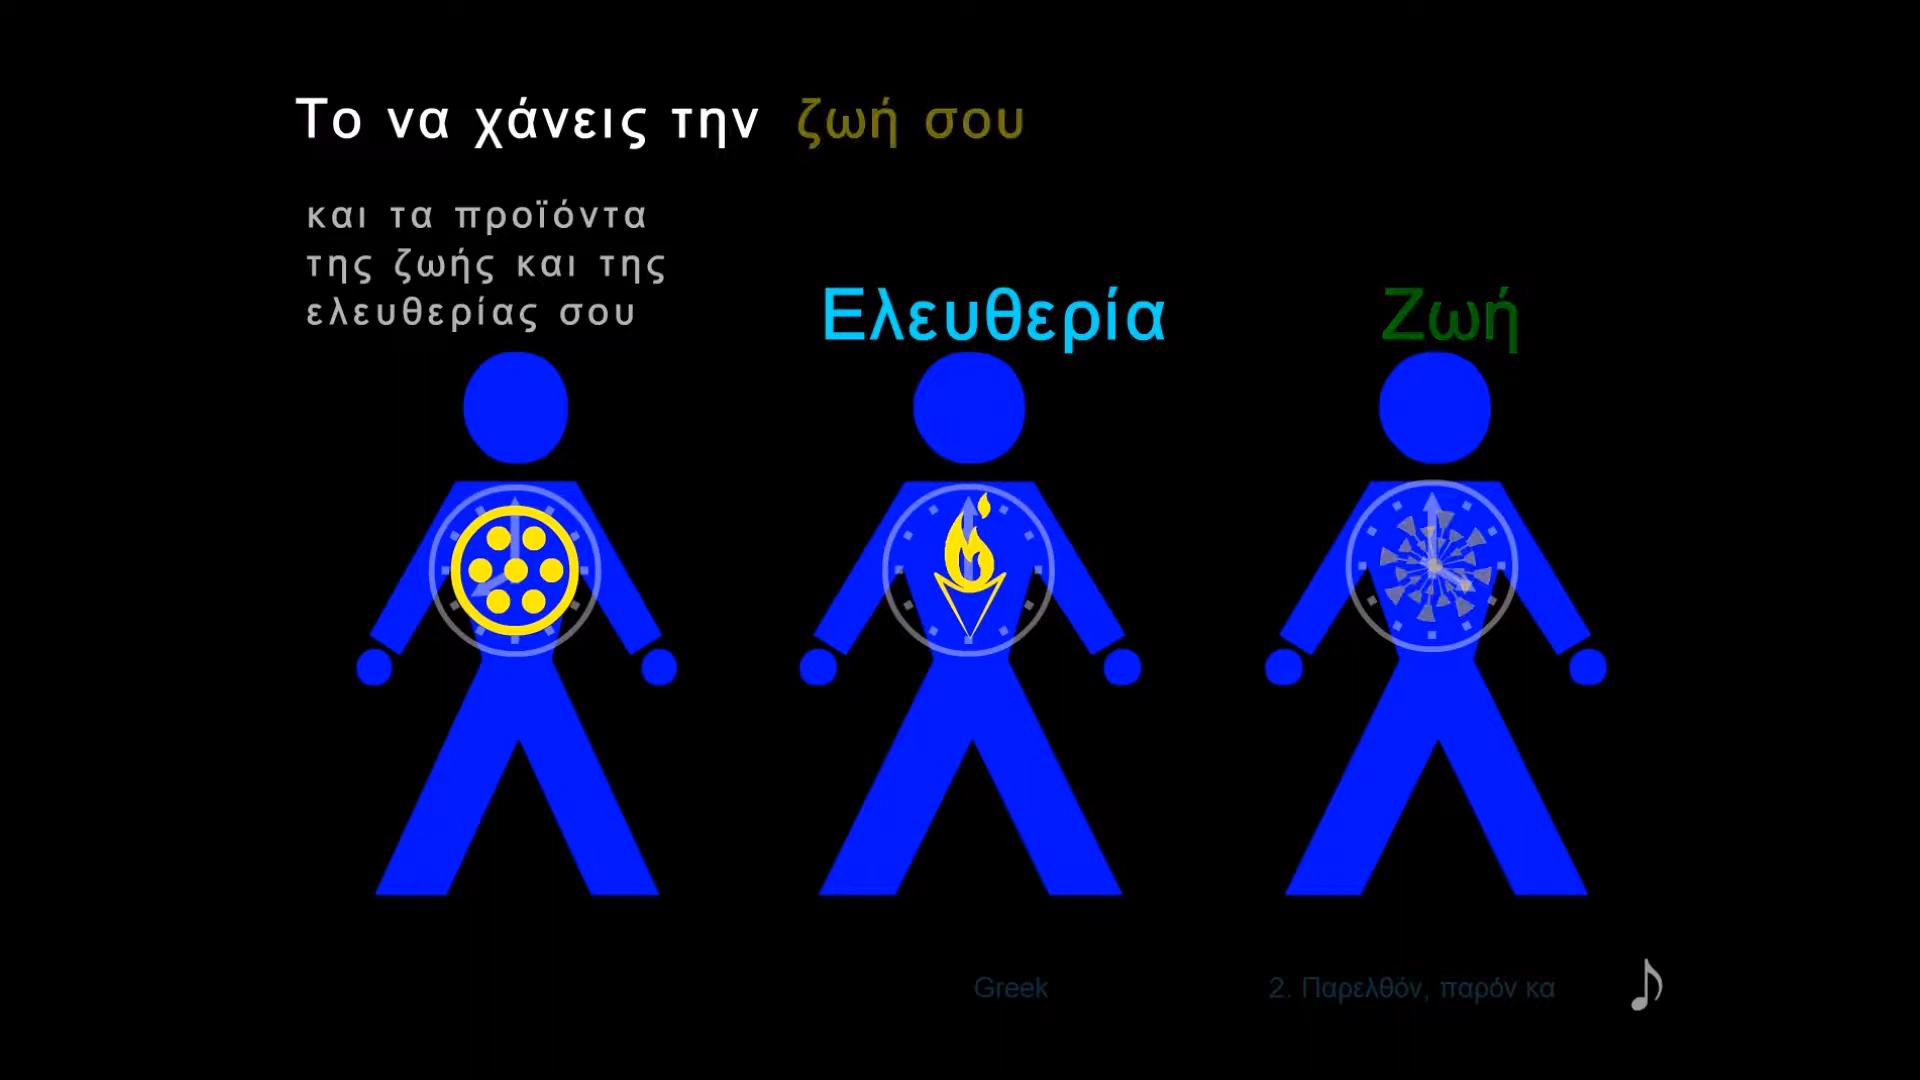 Το να χάνεις την ζωή σου
και τα προϊόντα
της ζωής και της
ελευθερίας σου
Ελευθερία
Ζωή
Greek
2. Παρελθόν, παρόν κα